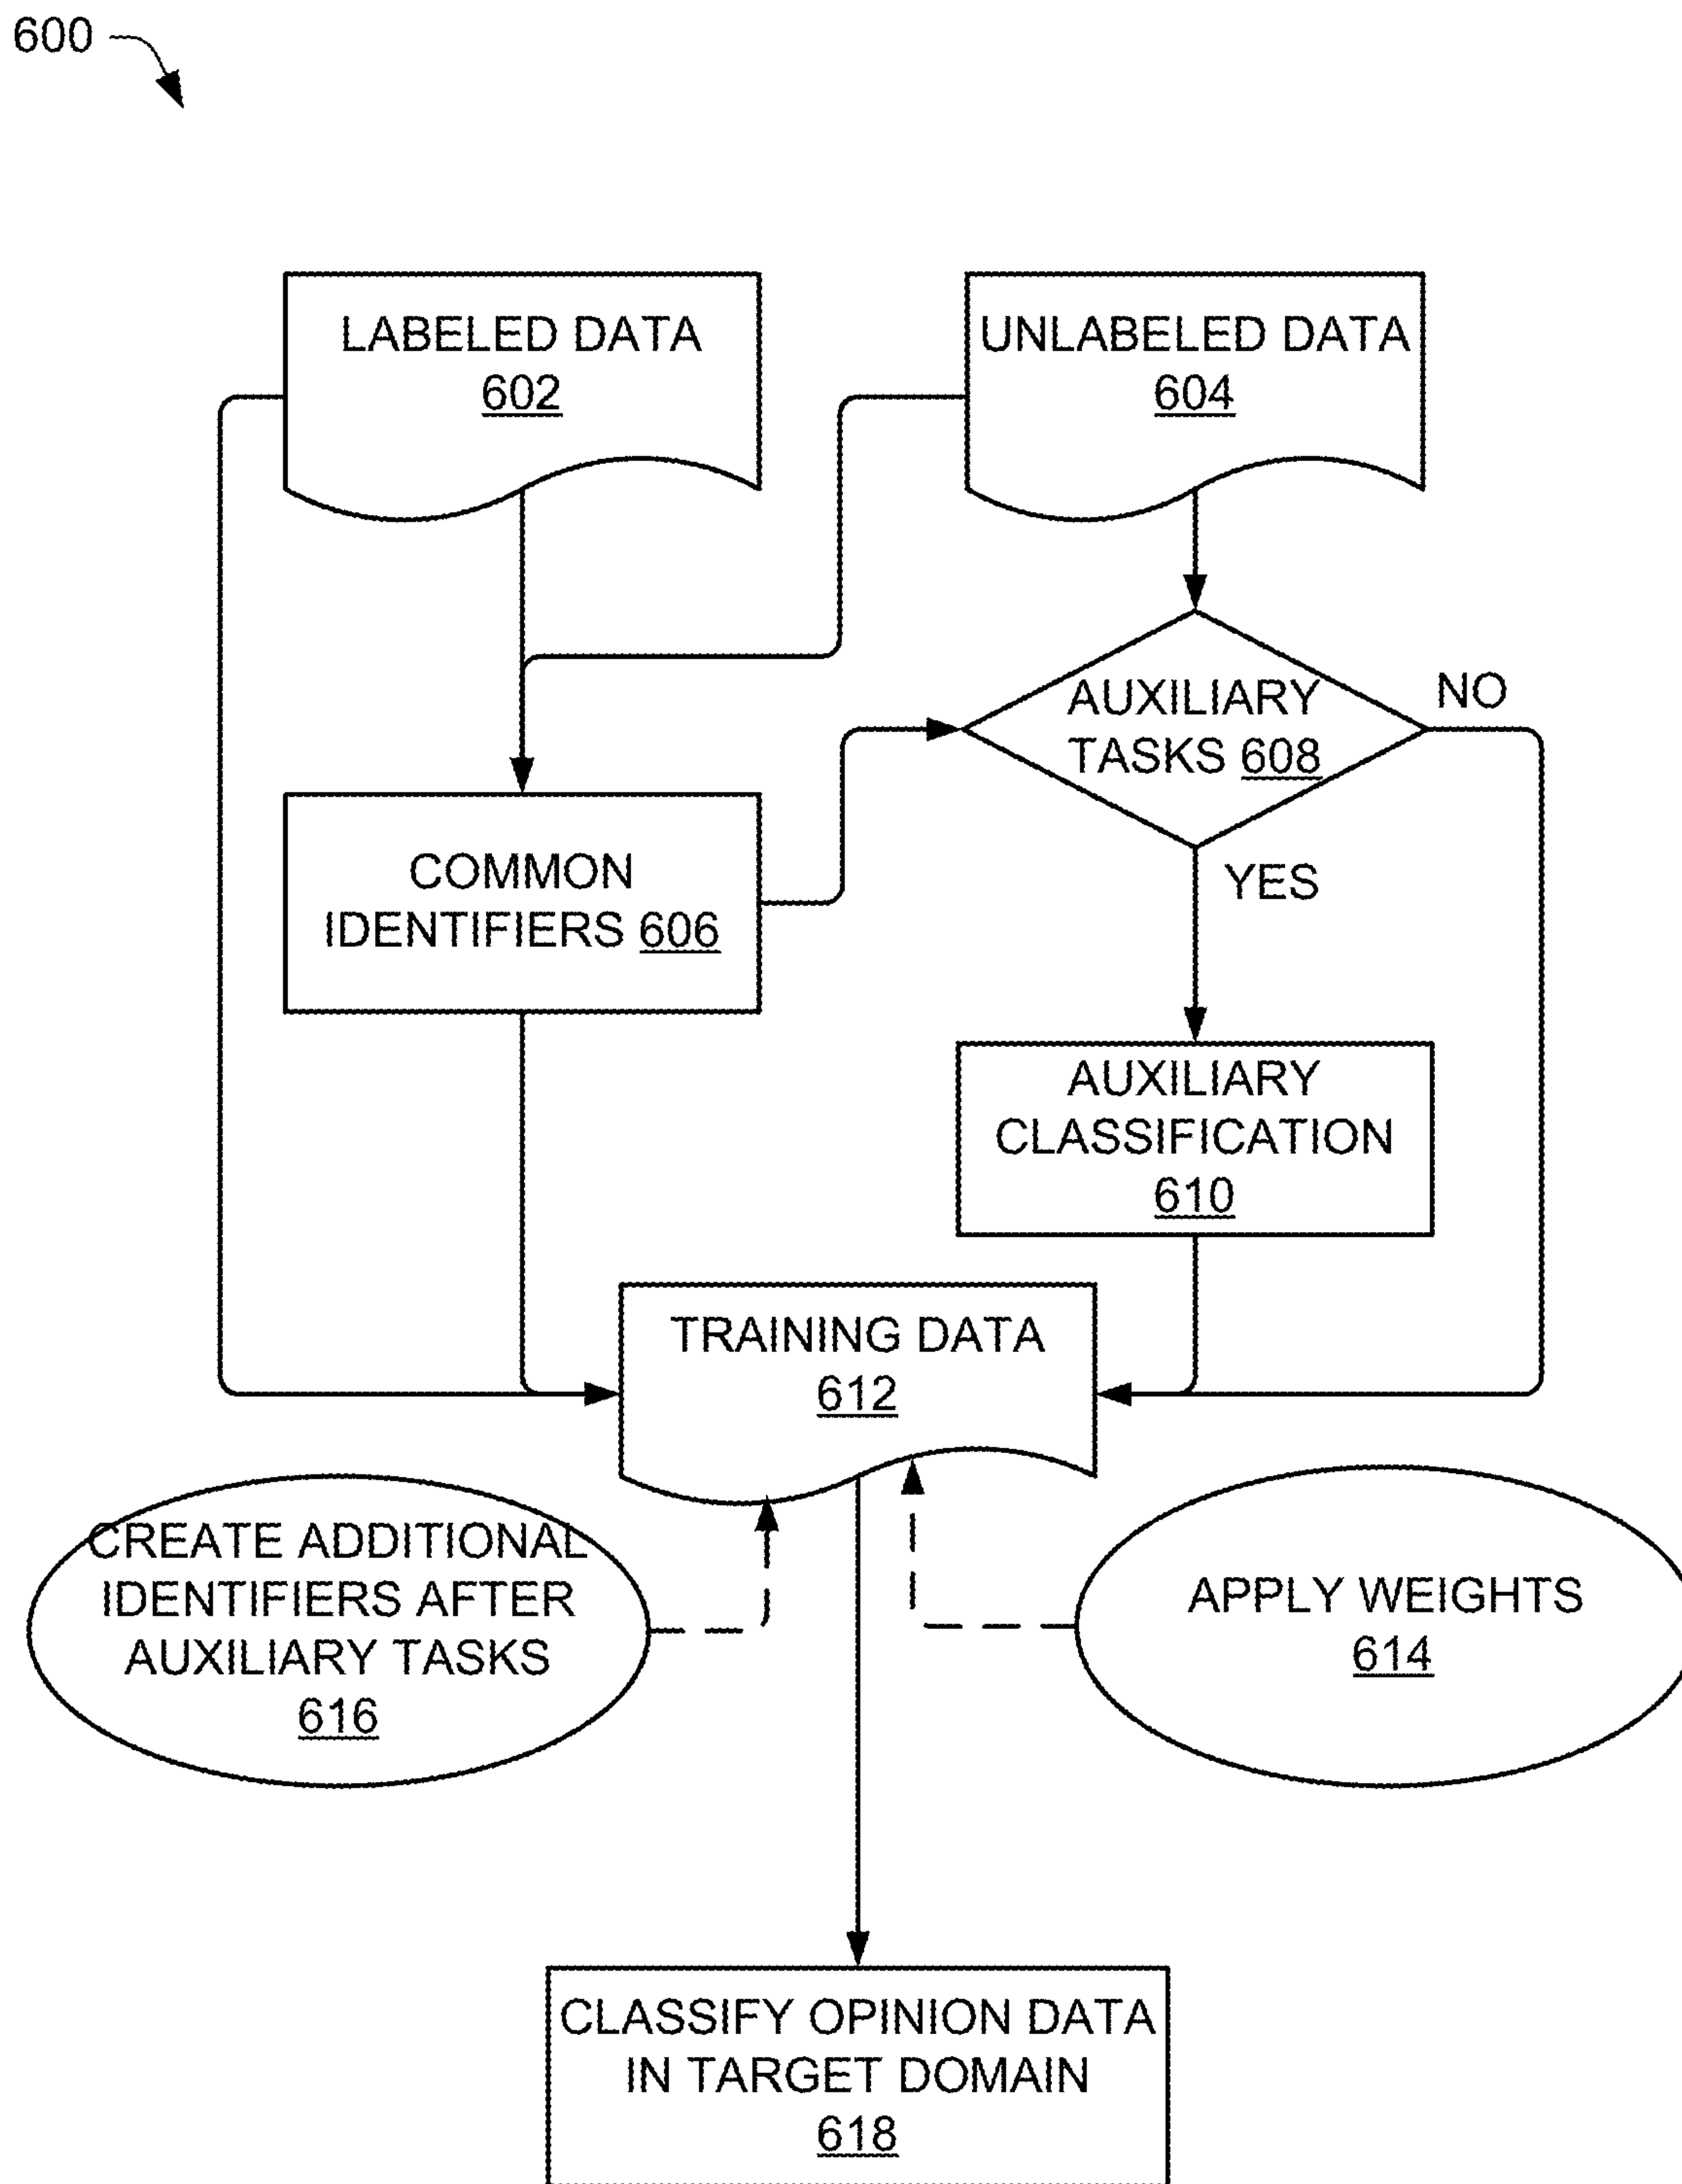 600
LABELED DATA
602
UNLABELED DATA
604
AUXILIARY
TASKS 608
NO
COMMON
IDENTIFIERS 606
YES
AUXILIARY
CLASSIFICATION
610
TRAINING DATA
612
CREATE ADDITIONAL
IDENTIFIERS AFTER
AUXILIARY TASKS
616
APPLY WEIGHTS
614
CLASSIFY OPINION DATA
IN TARGET DOMAIN
618